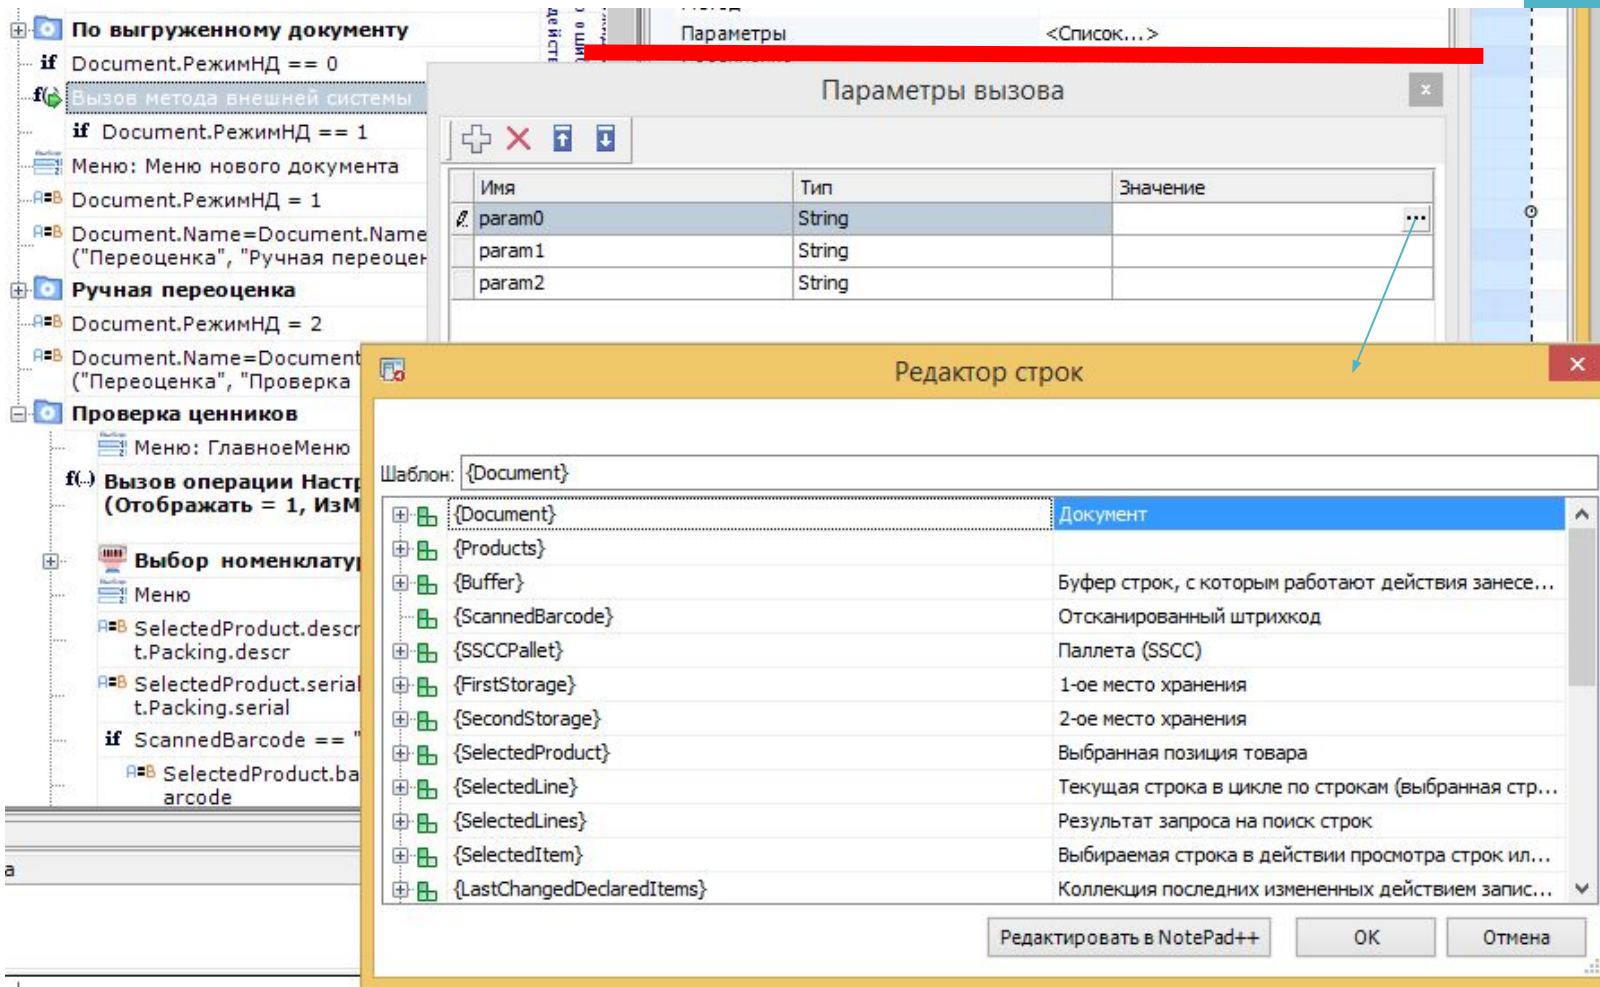 По выгруженному документу
if Document.РежимНД == 0
Вызов метода внешней системы
if Document.РежимНД == 1
Меню: Меню нового документа
Document.РежимНД = 1
Document.Name=Document.Name
("Переоценка", "Ручная переоцен
Ручная переоценка
Document.РежимНД = 2
Document.Name=Document
("Переоценка", "Проверка
Проверка ценников
Меню: ГлавноеМеню
f(..) Вызов операции Настр
(Отображать = 1, ИзМ
Выбор номенклатур
Меню
SelectedProduct.descr
t.Packing.descr
SelectedProduct.serial
t.Packing.serial
if ScannedBarcode == "
SelectedProduct.ba
arcode
а
Параметры <Список...>
Параметры вызова
Имя Тип Значение
param0 String ...
param1 String
param2 String
Редактор строк
Шаблон: {Document}
{Document} Документ
{Products}
{Buffer} Буфер строк, с которым работают действия занесе...
{ScannedBarcode} Отсканированный штрихкод
{SSCCPallet} Паллета (SSCC)
{FirstStorage} 1-ое место хранения
{SecondStorage} 2-ое место хранения
{SelectedProduct} Выбранная позиция товара
{SelectedLine} Текущая строка в цикле по строкам (выбранная стр...
{SelectedLines} Результат запроса на поиск строк
{SelectedItem} Выбираемая строка в действии просмотра строк ил...
{LastChangedDeclaredItems} Коллекция последних измененных действием запис...
Редактировать в NotePad++ OK Отмена